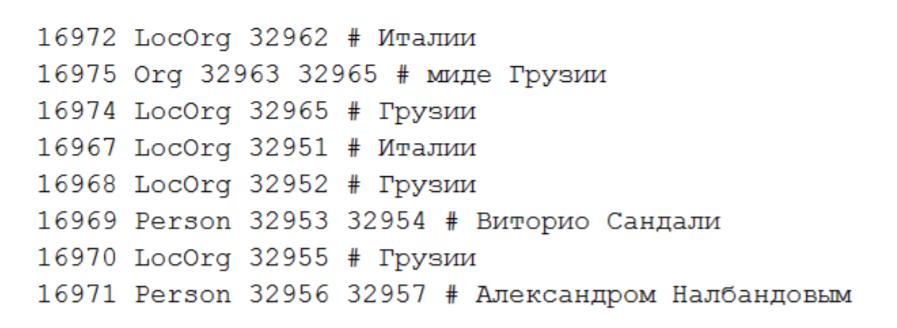 16972 LocOrg 32962 # Италии
16975 Org 32963 32965 # миде Грузии
16974 LocOrg 32965 # Грузии
16967 LocOrg 32951 # Италии
16968 LocOrg 32952 # Грузии
16969 Person 32953 32954 # Виторио Сандали
16970 LocOrg 32955 # Грузии
16971 Person 32956 32957 # Александром Налбандовым